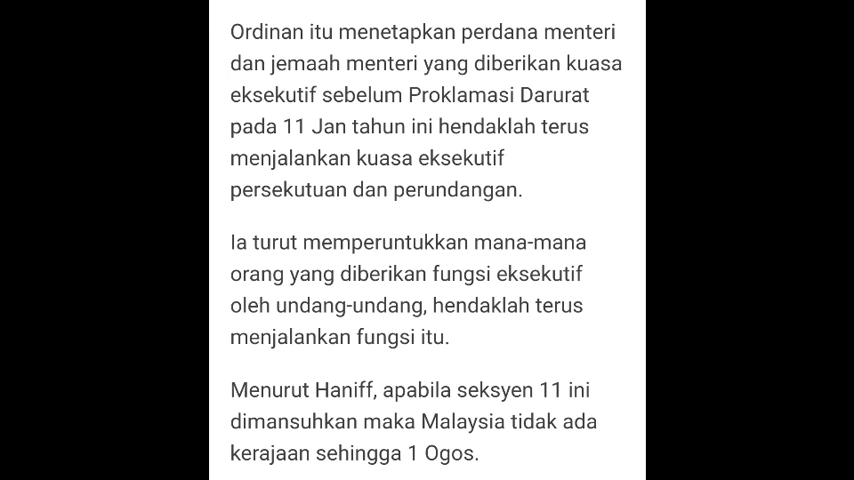 Ordinan itu menetapkan perdana menteri
dan jemaah menteri yang diberikan kuasa
eksekutif sebelum Proklamasi Darurat
pada 11 Jan tahun ini hendaklah terus
menjalankan kuasa eksekutif
persekutuan dan perundangan.
Ia turut memperuntukkan mana-mana
orang yang diberikan fungsi eksekutif
oleh undang-undang, hendaklah terus
menjalankan fungsi itu.
Menurut Haniff, apabila seksyen 11 ini
dimansuhkan maka Malaysia tidak ada
kerajaan sehingga 1 Ogos.